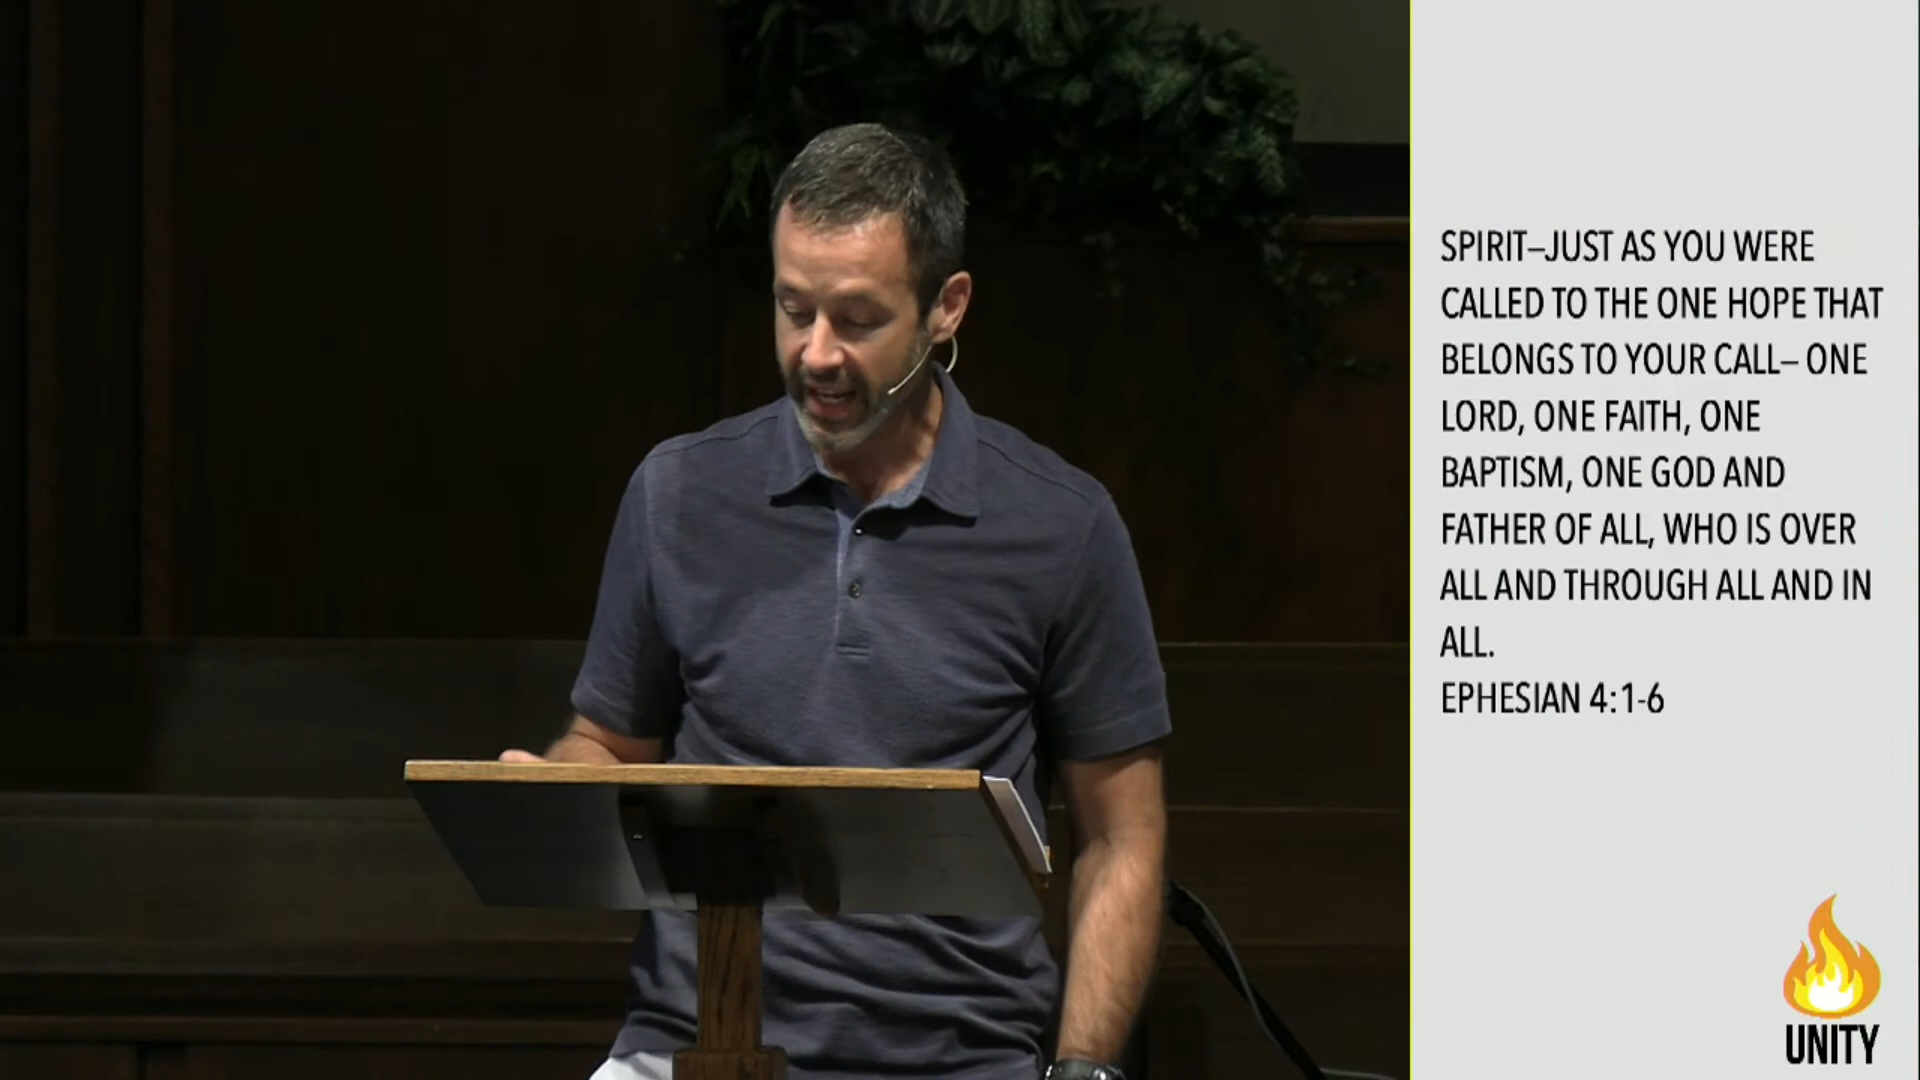 SPIRIT–JUST AS YOU WERE
CALLED TO THE ONE HOPE THAT
BELONGS TO YOUR CALL– ONE
LORD, ONE FAITH, ONE
BAPTISM, ONE GOD AND
FATHER OF ALL, WHO IS OVER
ALL AND THROUGH ALL AND IN
ALL.
EPHESIAN 4:1-6
UNITY